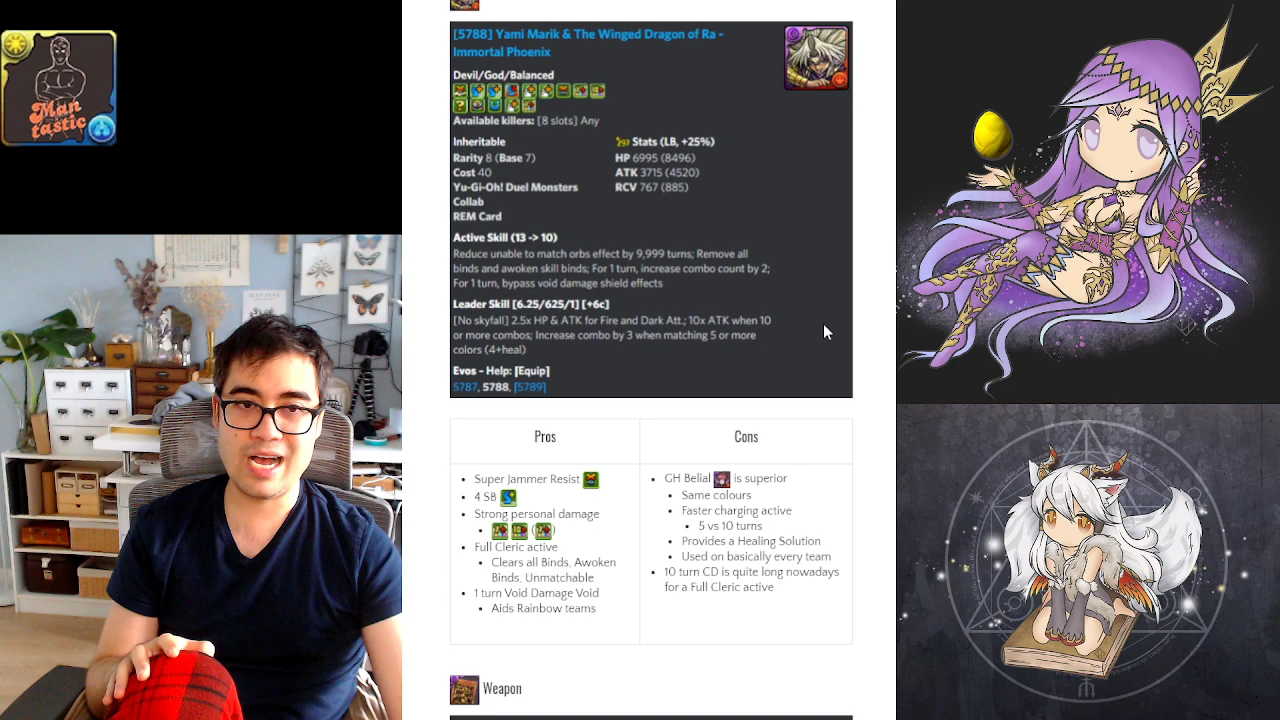 Man
tastic
[5788] Yami Marik & The Winged Dragon of Ra -
Immortal Phoenix
Devil/God/Balanced
Available killers: [8 slots] Any
Inheritable
Rarity 8 (Base 7)
Cost 40
Yu-Gi-Oh! Duel Monsters
Collab
REM Card
297 Stats (LB, +25%)
HP 6995 (8496)
ATK 3715 (4520)
RCV 767 (885)
Active Skill (13 -> 10)
Reduce unable to match orbs effect by 9,999 turns; Remove all
binds and awoken skill binds; For 1 turn, increase combo count by 2;
For 1 turn, bypass void damage shield effects
Leader Skill [6.25/625/1] [+6c]
[No skyfall] 2.5x HP & ATK for Fire and Dark Att.; 10x ATK when 10
or more combos; Increase combo by 3 when matching 5 or more
colors (4+heal)
Evos – Help: [Equip]
5787, 5788, [5789]
Pros
Super Jammer Resist
4 SB
Strong personal damage
Full Cleric active
Clears all Binds, Awoken
Binds, Unmatchable
1 turn Void Damage Void
Aids Rainbow teams
Cons
GH Belial is superior
Same colours
Faster charging active
5 vs 10 turns
Provides a Healing Solution
Used on basically every team
10 turn CD is quite long nowadays
for a Full Cleric active
Weapon